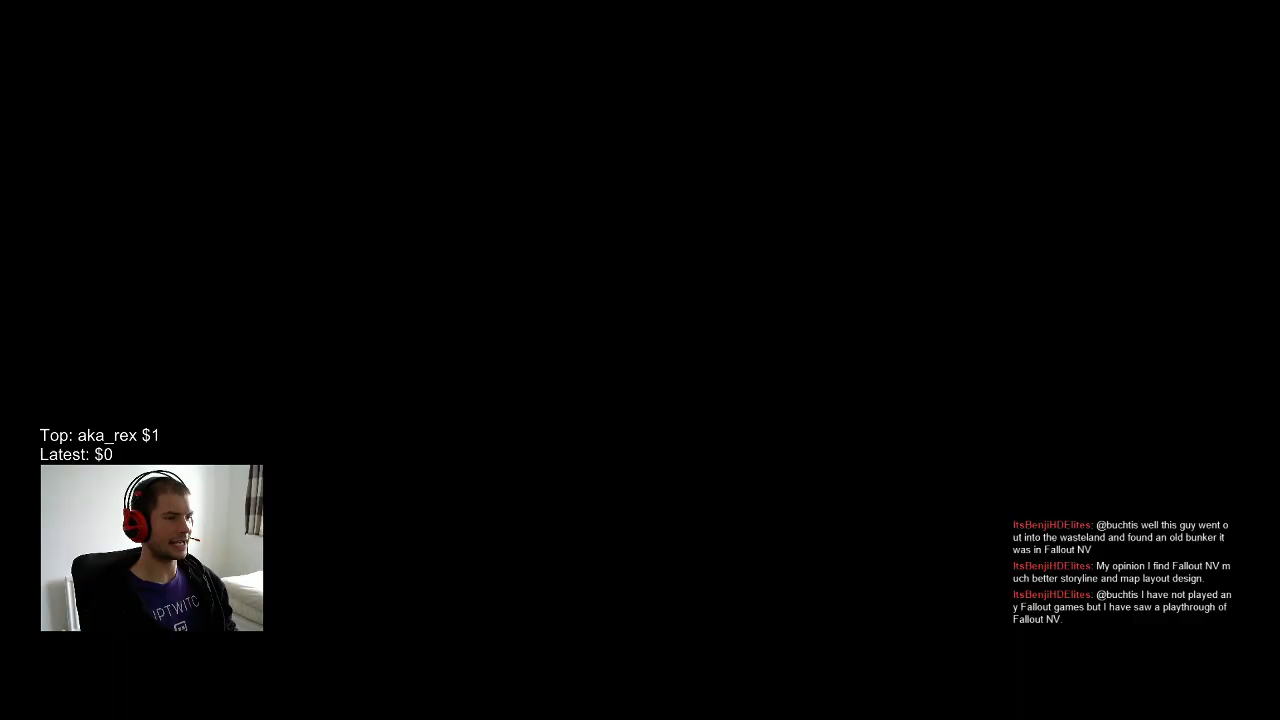 Top: aka_rex $1
Latest: $0
PTWITC
ItsBenjiHDElites: @buchtis well this guy went o
ut into the wasteland and found an old bunker it
was in Fallout NV
ItsBenjiHDElites: My opinion I find Fallout NV m
uch better storyline and map layout design.
ItsBenjiHDElites: @buchtis I have not played an
y Fallout games but I have saw a playthrough of
Fallout NV.